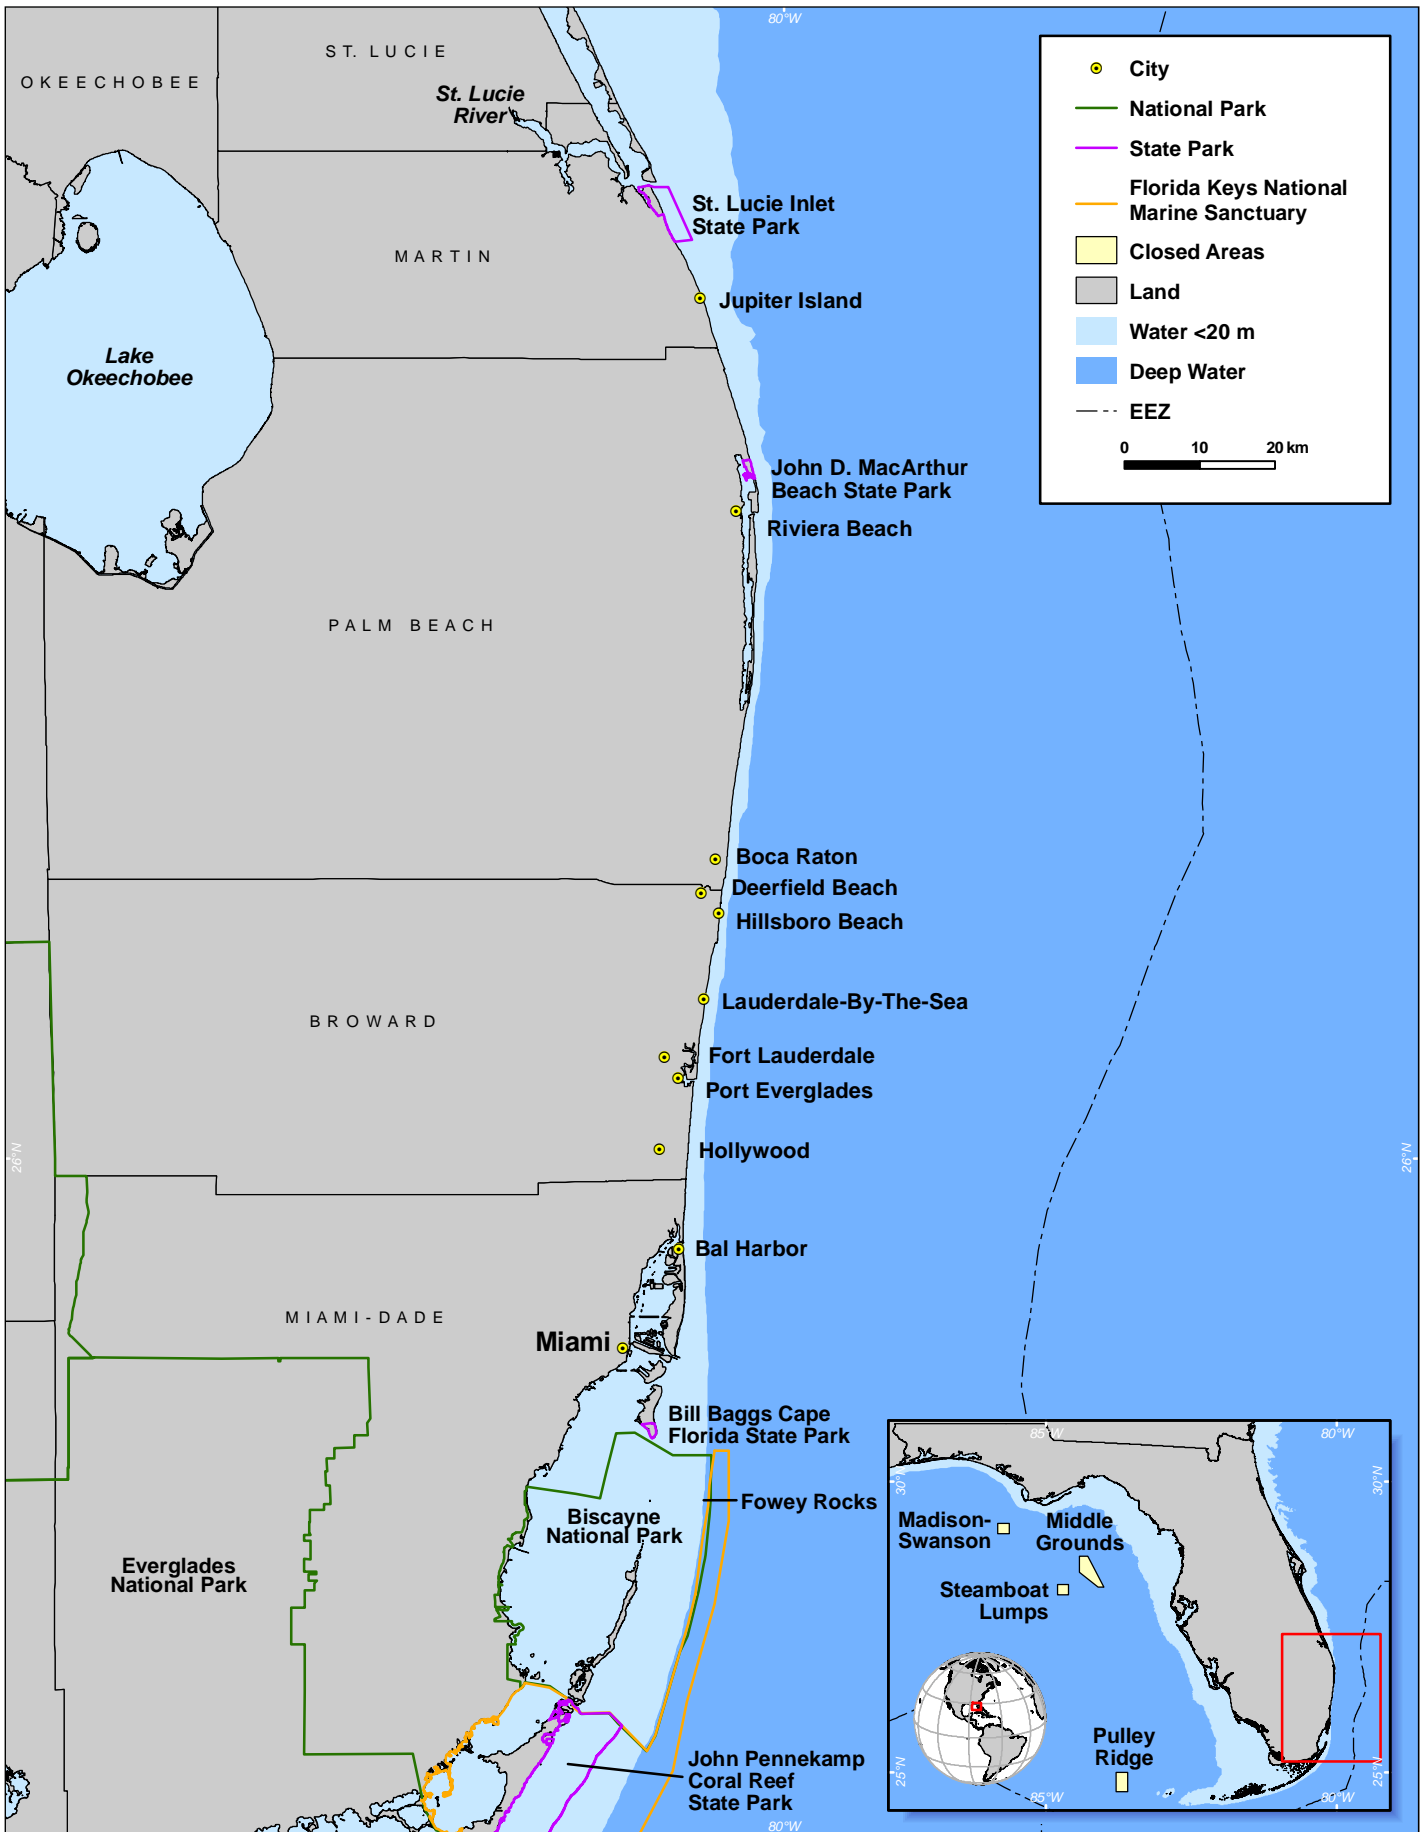 80°W
ST. LUCIE
OKEECHOBEE
St. Lucie
River
City
National Park
State Park
Florida Keys National
Marine Sanctuary
Closed Areas
Land
Water <20 m
Deep Water
EEZ
0 10 20 km
St. Lucie Inlet
State Park
MARTIN
Jupiter Island
Lake
Okeechobee
John D. MacArthur
Beach State Park
Riviera Beach
PALM BEACH
Boca Raton
Deerfield Beach
Hillsboro Beach
Lauderdale-By-The-Sea
BROWARD
Fort Lauderdale
Port Everglades
Hollywood
26°N
26°N
Bal Harbor
MIAMI-DADE
Miami
Bill Baggs Cape
Florida State Park
Fowey Rocks
Biscayne
National Park
Everglades
National Park
John Pennekamp
Coral Reef
State Park
80°W
85°W
80°W
30°N
30°N
Madison-
Swanson
Middle
Grounds
Steamboat
Lumps
Pulley
Ridge
25°N
25°N
85°W
80°W